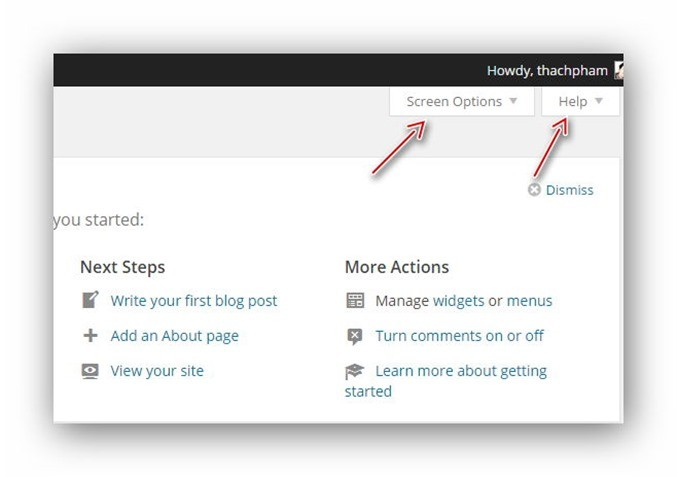 Howdy, thachpham
Screen Options
Help
Dismiss
you started:
Next Steps
Write your first blog post
Add an About page
View your site
More Actions
Manage widgets or menus
Turn comments on or off
Learn more about getting
started